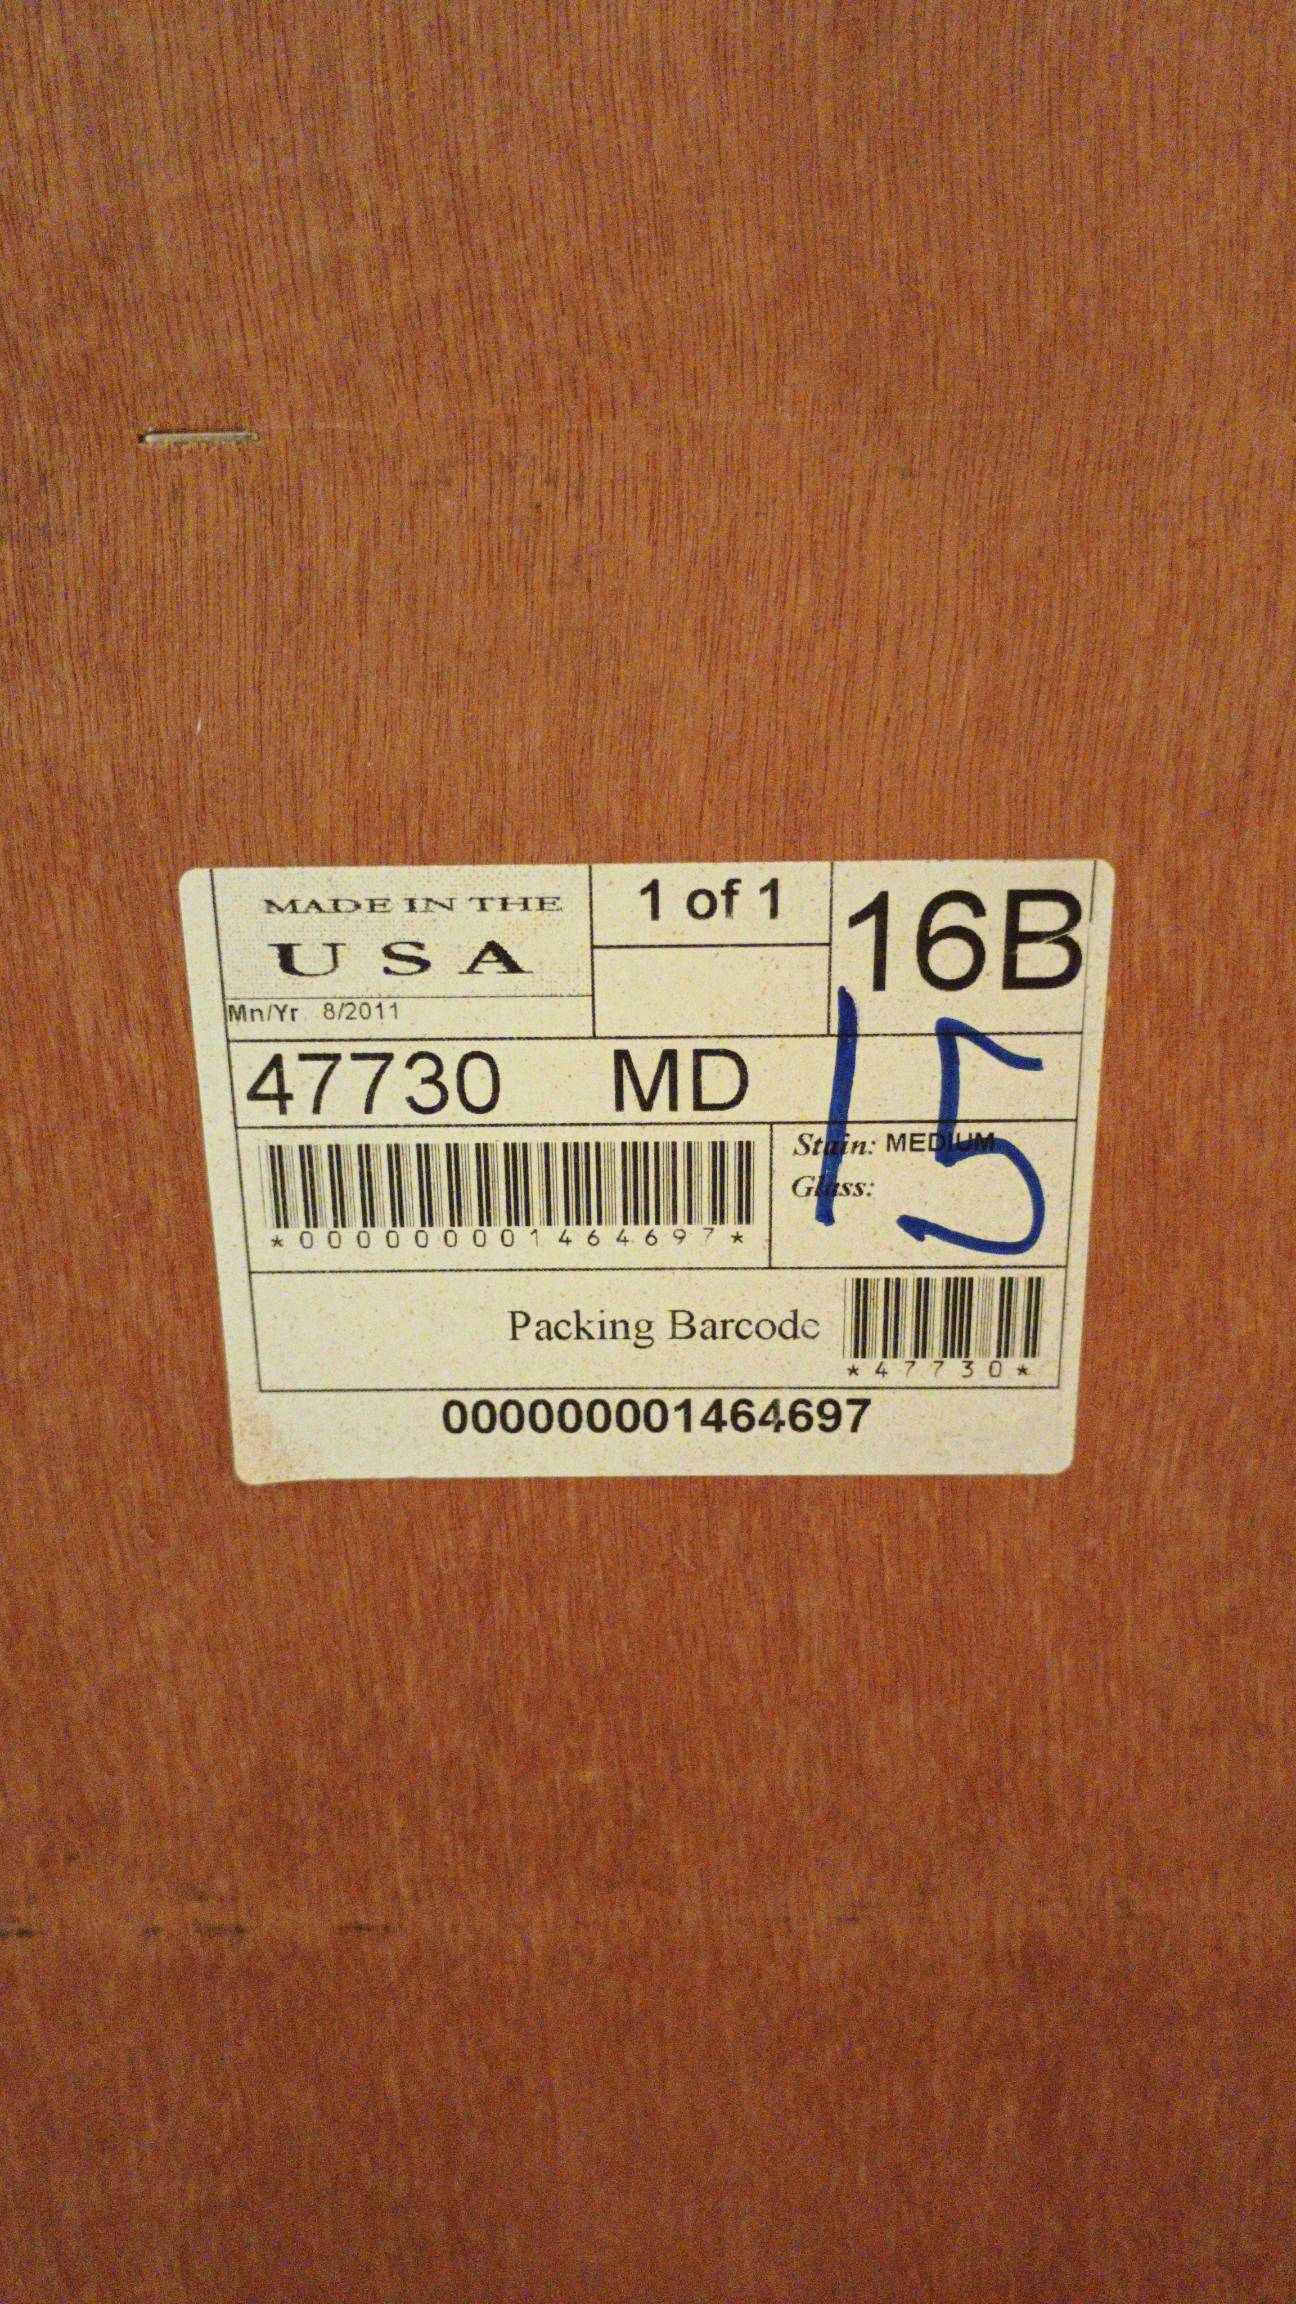 MADE IN THE
USA
Mn/Yr 8/2011
1 of 1
16B
15
47730 MD
*000000001464697*
Stain: MEDIUM
Glass:
Packing Barcode
*47730*
000000001464697